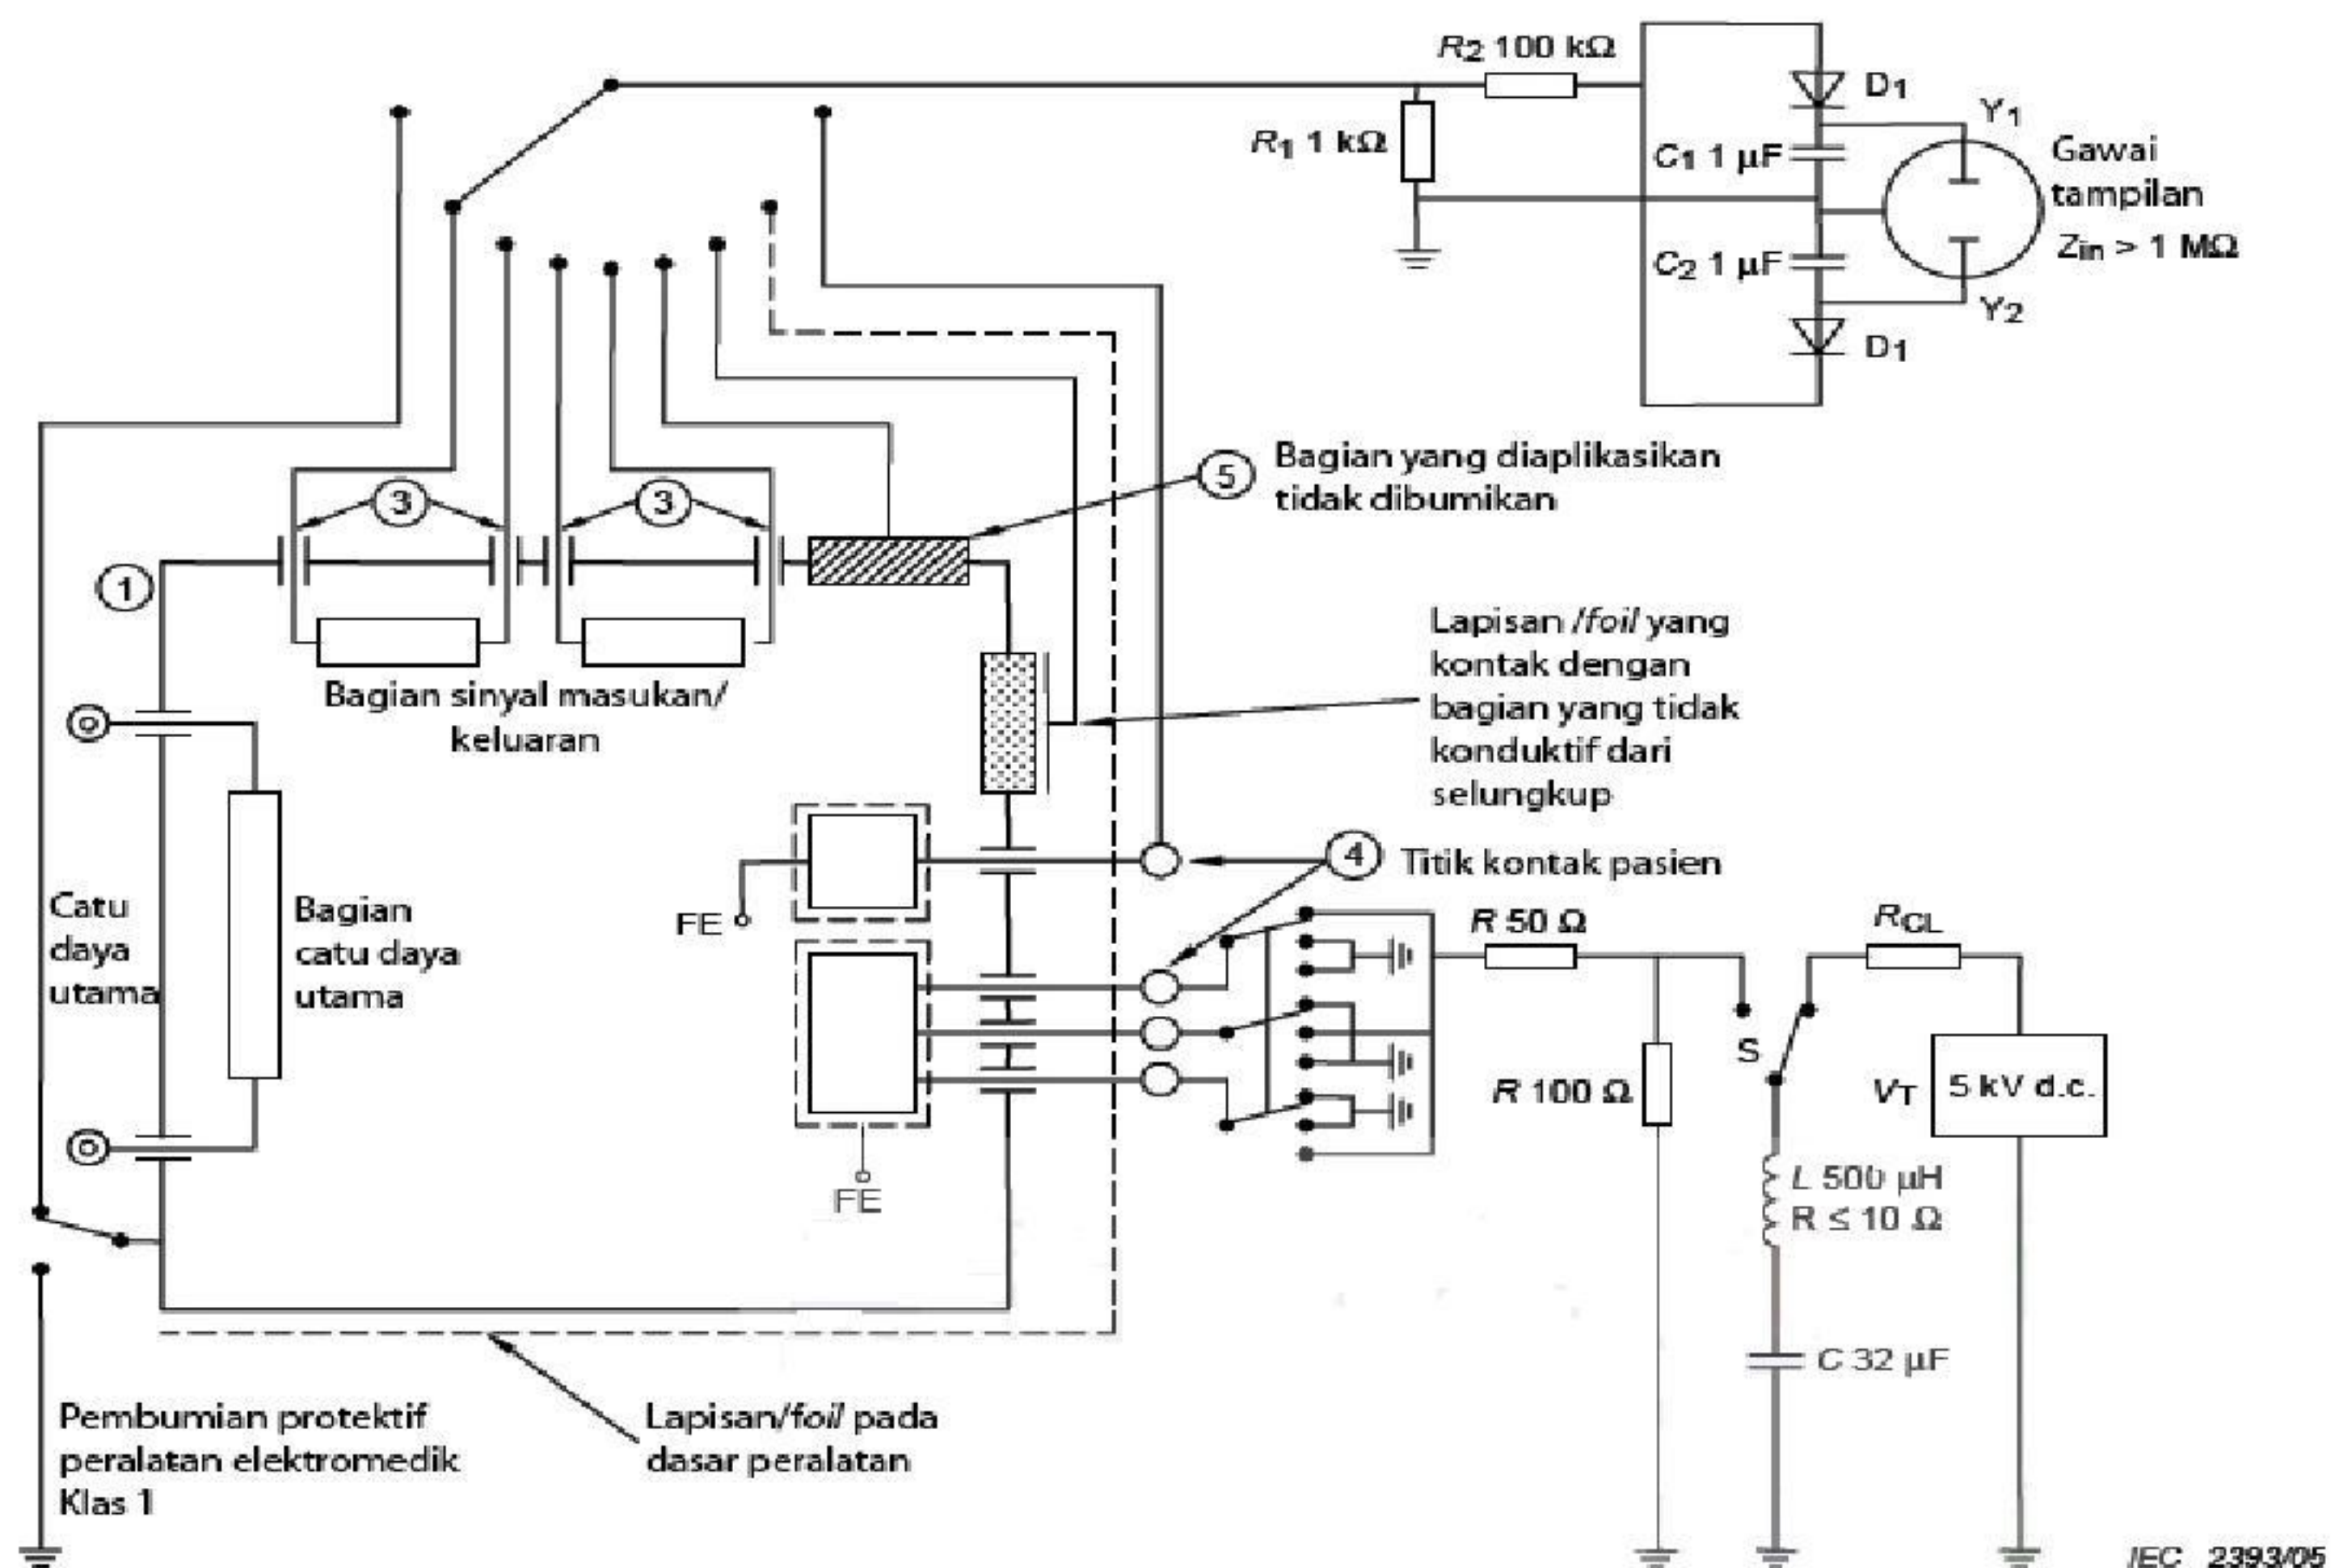 R2 100 kΩ
D1
Y1
R1 1 kΩ
C1 1 µF
Gawai
tampilan
Zin > 1 MΩ
C2 1 µF
Y2
D1
5
Bagian yang diaplikasikan
tidak dibumikan
3
3
1
Lapisan /foil yang
kontak dengan
bagian yang tidak
konduktif dari
selungkup
Bagian sinyal masukan/
keluaran
4
Titik kontak pasien
Catu
daya
utama
Bagian
catu daya
utama
FE
R 50 Ω
RCL
S
R 100 Ω
VT
5 kV d.c.
L 500 µH
R ≤ 10 Ω
FE
C 32 µF
Pembumian protektif
peralatan elektromedik
Klas 1
Lapisan/foil pada
dasar peralatan
IEC 2393/05